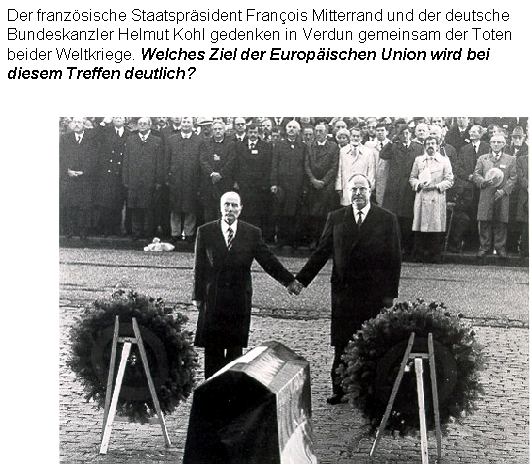 Der französische Staatspräsident François Mitterrand und der deutsche
Bundeskanzler Helmut Kohl gedenken in Verdun gemeinsam der Toten
beider Weltkriege. Welches Ziel der Europäischen Union wird bei
diesem Treffen deutlich?